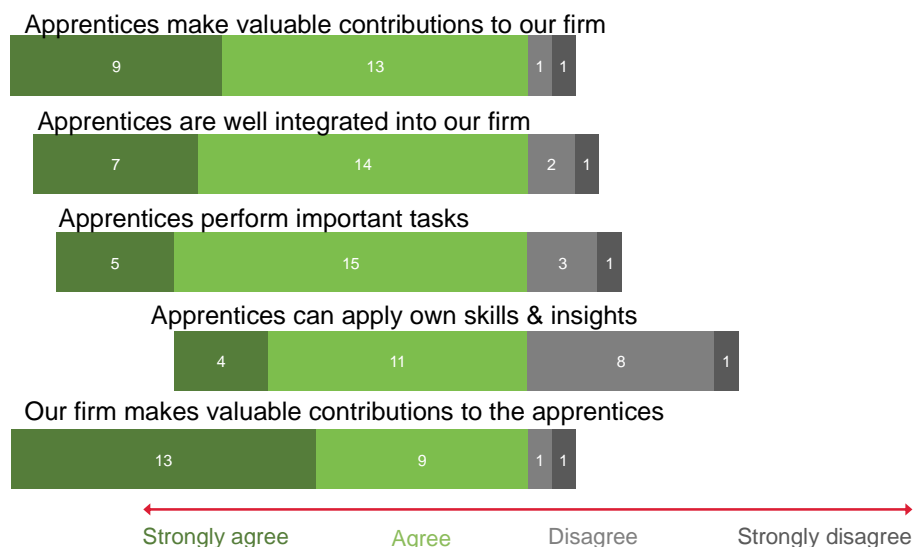 Apprentices make valuable contributions to our firm
9 13 1 1
Apprentices are well integrated into our firm
7 14 2 1
Apprentices perform important tasks
5 15 3 1
Apprentices can apply own skills & insights
4 11 8 1
Our firm makes valuable contributions to the apprentices
13 9 1 1
Strongly agree Agree Disagree Strongly disagree